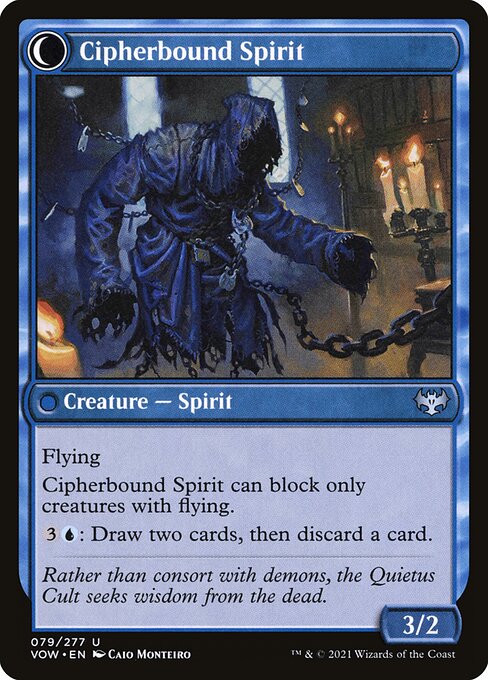 Cipherbound Spirit
Creature — Spirit
Flying
Cipherbound Spirit can block only
creatures with flying.
3: Draw two cards, then discard a card.
Rather than consort with demons, the Quietus
Cult seeks wisdom from the dead.
3/2
079/277 U
VOW • EN Caio Monteiro
™ & © 2021 Wizards of the Coast